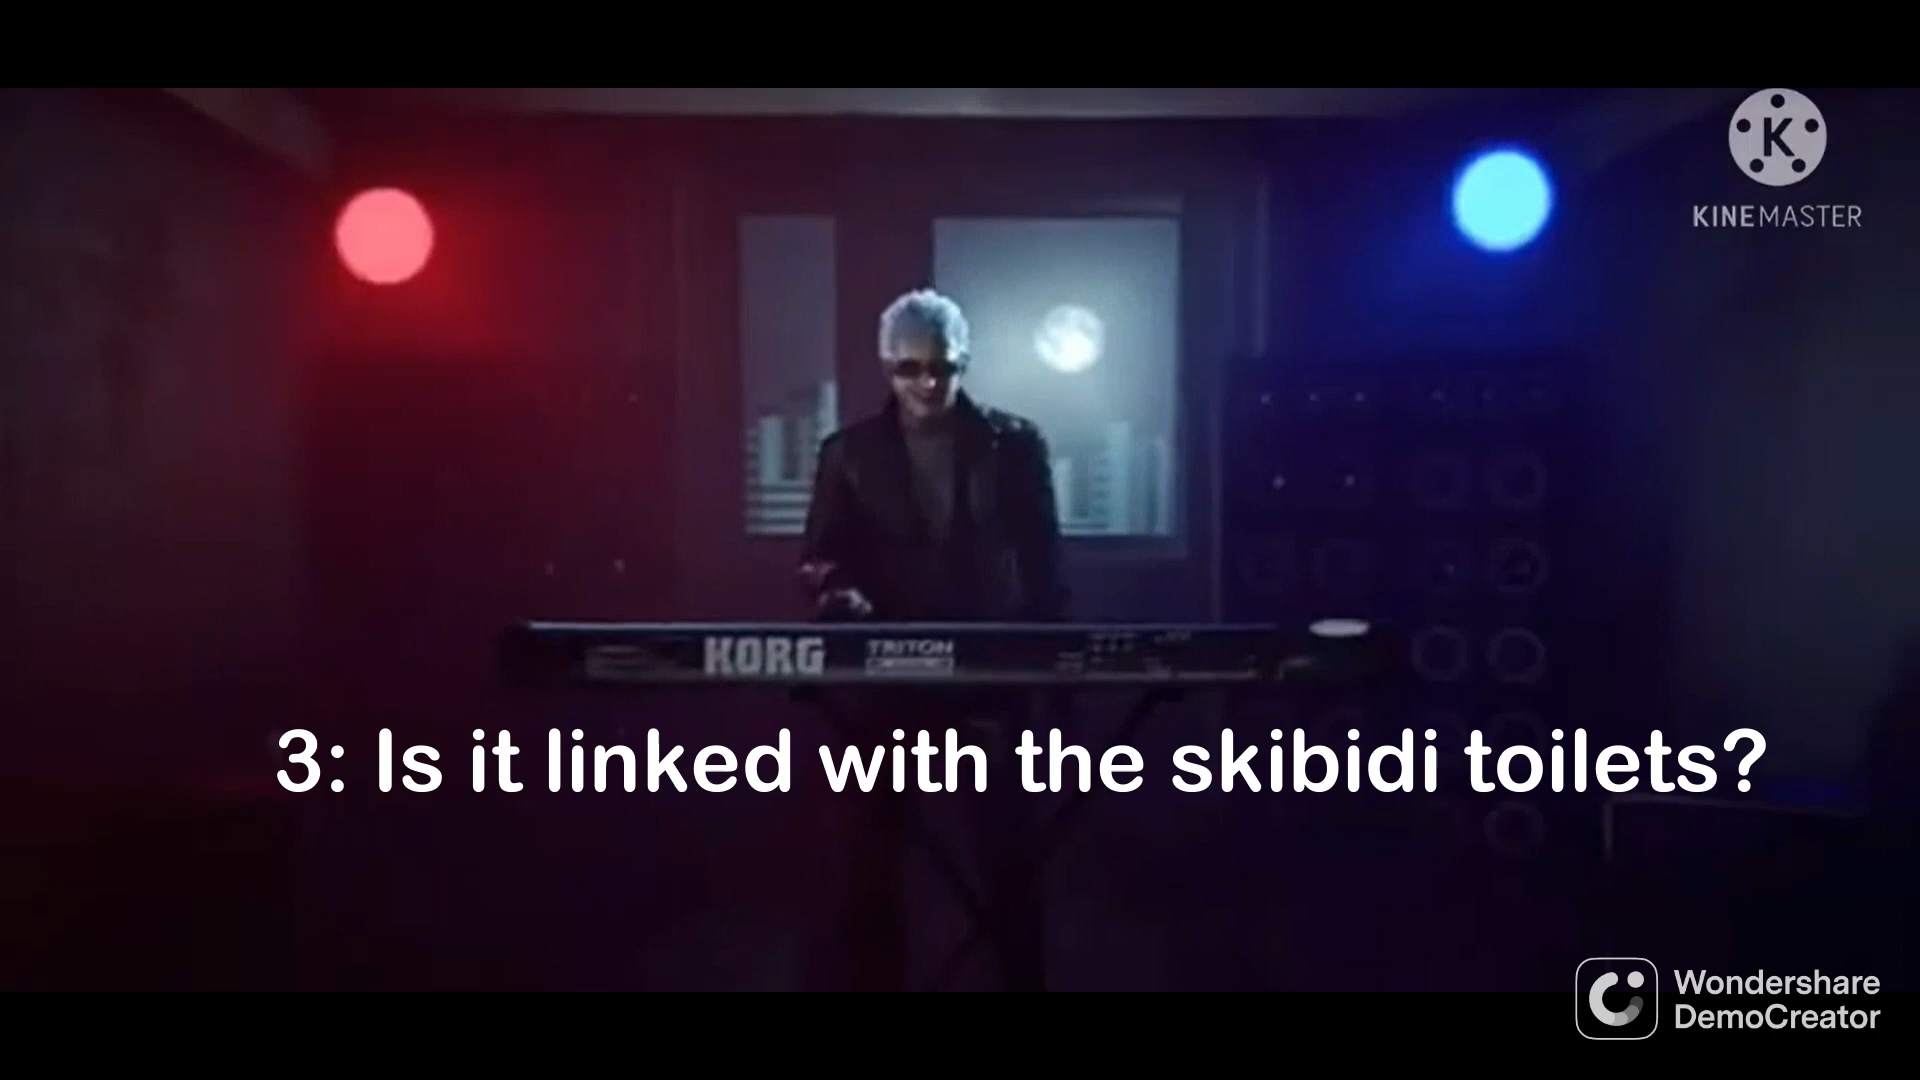 K
KINEMASTER
KORG TRITON
3: Is it linked with the skibidi toilets?
Wondershare
DemoCreator